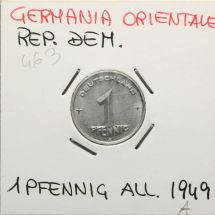 GERMANIA ORIENTALE
REP. DEM.
463
DEUTSCHLAND
1
PFENNIG
1 PFENNIG ALL. 1949
A